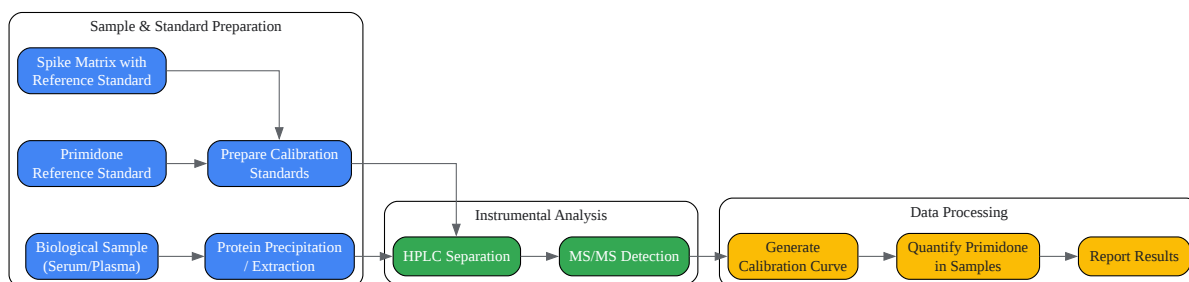 Sample & Standard Preparation
Spike Matrix with
Reference Standard
Primidone
Reference Standard
Prepare Calibration
Standards
Biological Sample
(Serum/Plasma)
Protein Precipitation
/ Extraction
Instrumental Analysis
HPLC Separation
MS/MS Detection
Data Processing
Generate
Calibration Curve
Quantify Primidone
in Samples
Report Results